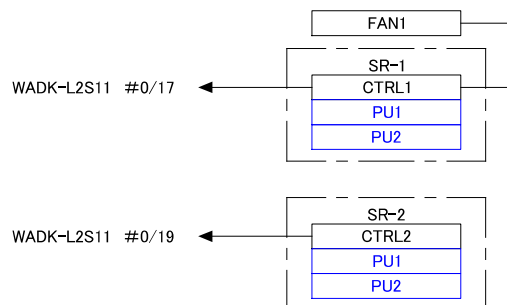 FAN1
SR-1
WADK-L2S11 #0/17
CTRL1
PU1
PU2
SR-2
WADK-L2S11 #0/19
CTRL2
PU1
PU2